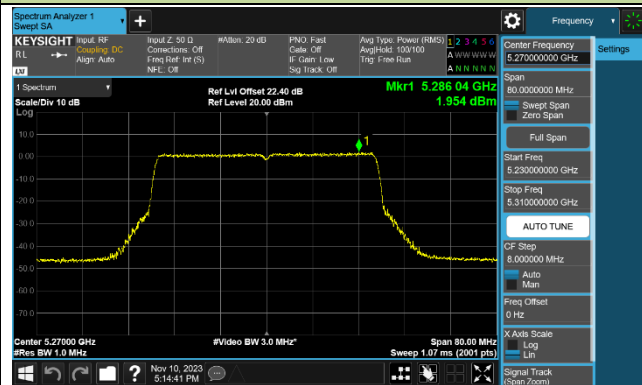 Spectrum Analyzer 1
Swept SA
Frequency
KEYSIGHT
Input: RF
Input Z: 50 Ω
#Atten: 20 dB
PNO: Fast
Avg Type: Power (RMS)
1 2 3 4 5 6
RL
Coupling: DC
Corrections: Off
Gate: Off
Avg|Hold: 100/100
A W W W W W
Align: Auto
Freq Ref: Int (S)
IF Gain: Low
Trig: Free Run
NFE: Off
Sig Track: Off
A N N N N N
LXI
1 Spectrum
Ref Lvl Offset 22.40 dB
Mkr1 5.286 04 GHz
Scale/Div 10 dB
Ref Level 20.00 dBm
1.954 dBm
Log
10.0
0.00
-10.0
-20.0
-30.0
-40.0
-50.0
-60.0
-70.0
1
Center 5.27000 GHz
#Video BW 3.0 MHz*
Span 80.00 MHz
#Res BW 1.0 MHz
Sweep 1.07 ms (2001 pts)
Nov 10, 2023
5:14:41 PM
?
Center Frequency
5.270000000 GHz
Settings
Span
80.0000000 MHz
Swept Span
Zero Span
Full Span
Start Freq
5.230000000 GHz
Stop Freq
5.310000000 GHz
AUTO TUNE
CF Step
8.000000 MHz
Auto
Man
Freq Offset
0 Hz
X Axis Scale
Log
Lin
Signal Track
(Span Zoom)